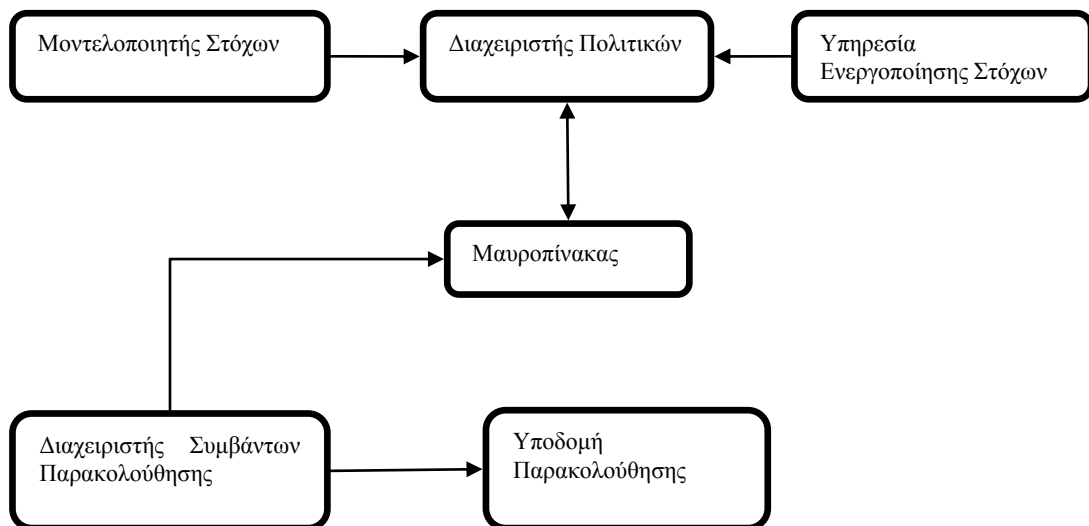 Μοντελοποιητής Στόχων
Διαχειριστής Πολιτικών
Υπηρεσία
Ενεργοποίησης Στόχων
Μαυροπίνακας
Διαχειριστής Συμβάντων
Παρακολούθησης
Υποδομή
Παρακολούθησης